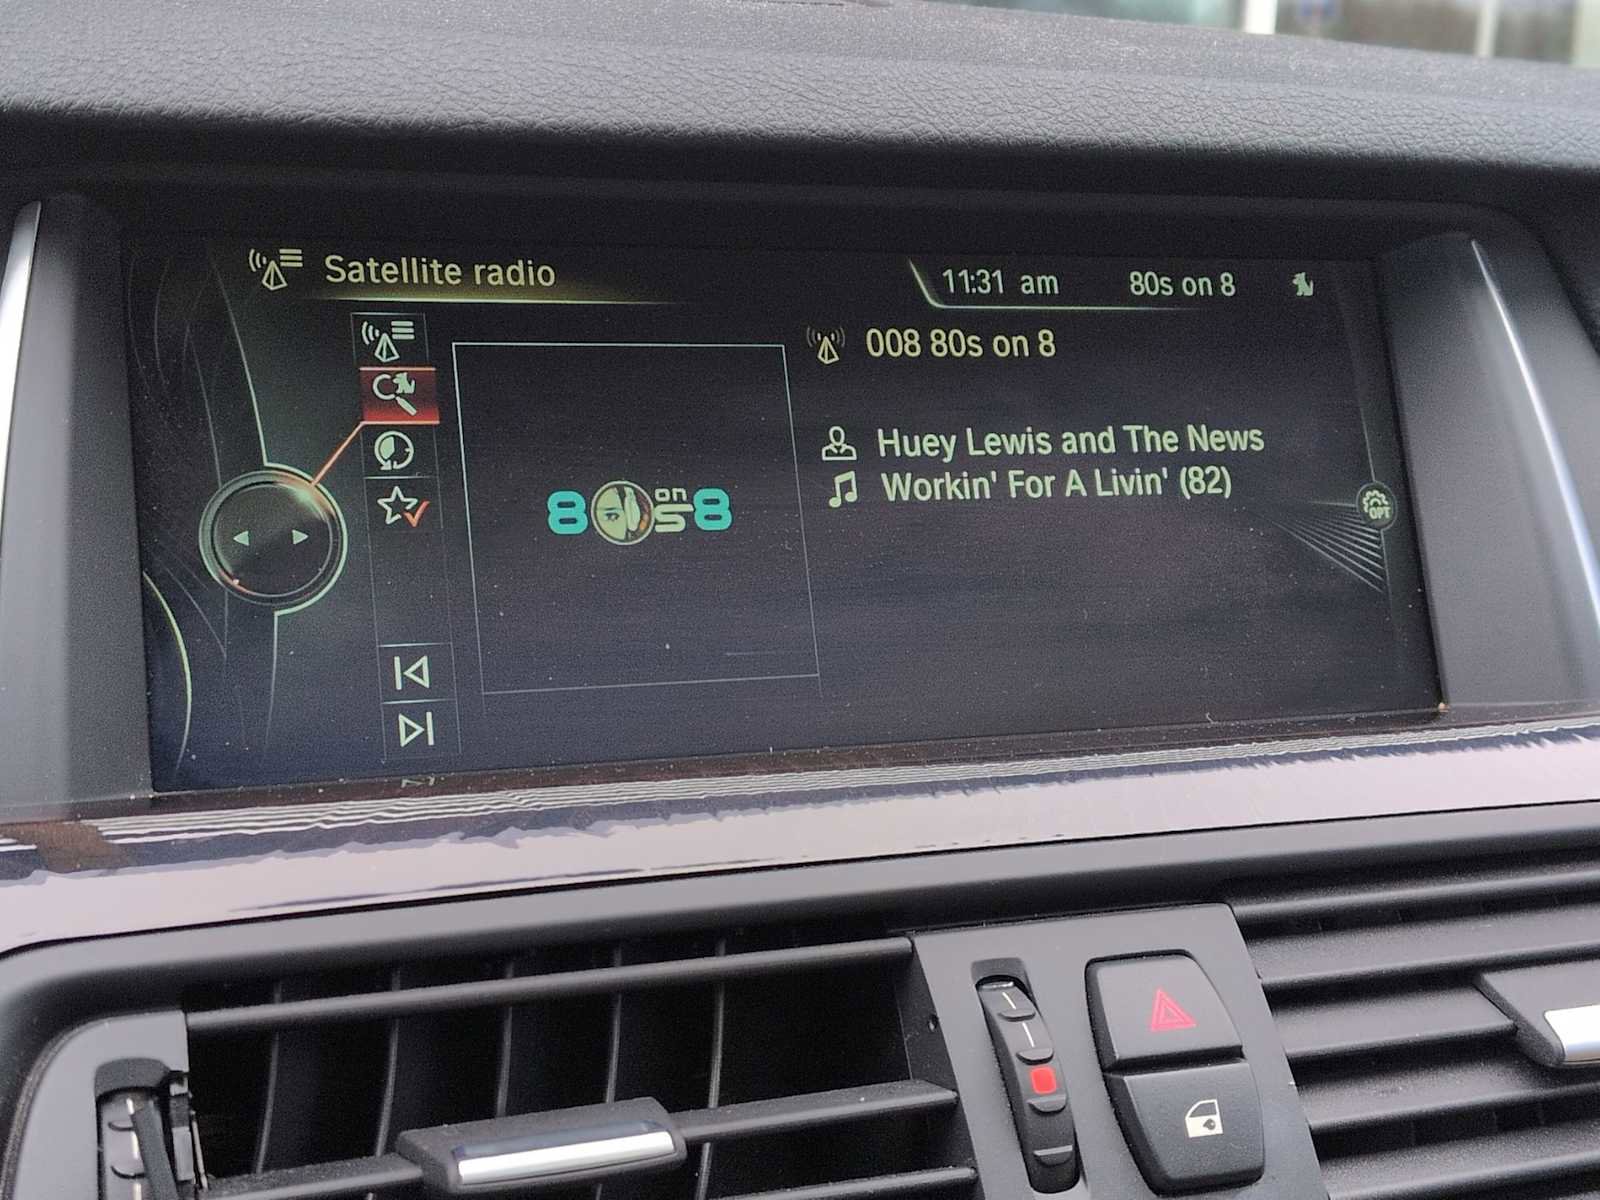 Satellite radio
11:31 am
80s on 8
008 80s on 8
Huey Lewis and The News
Workin' For A Livin' (82)
80s on 8
OPT